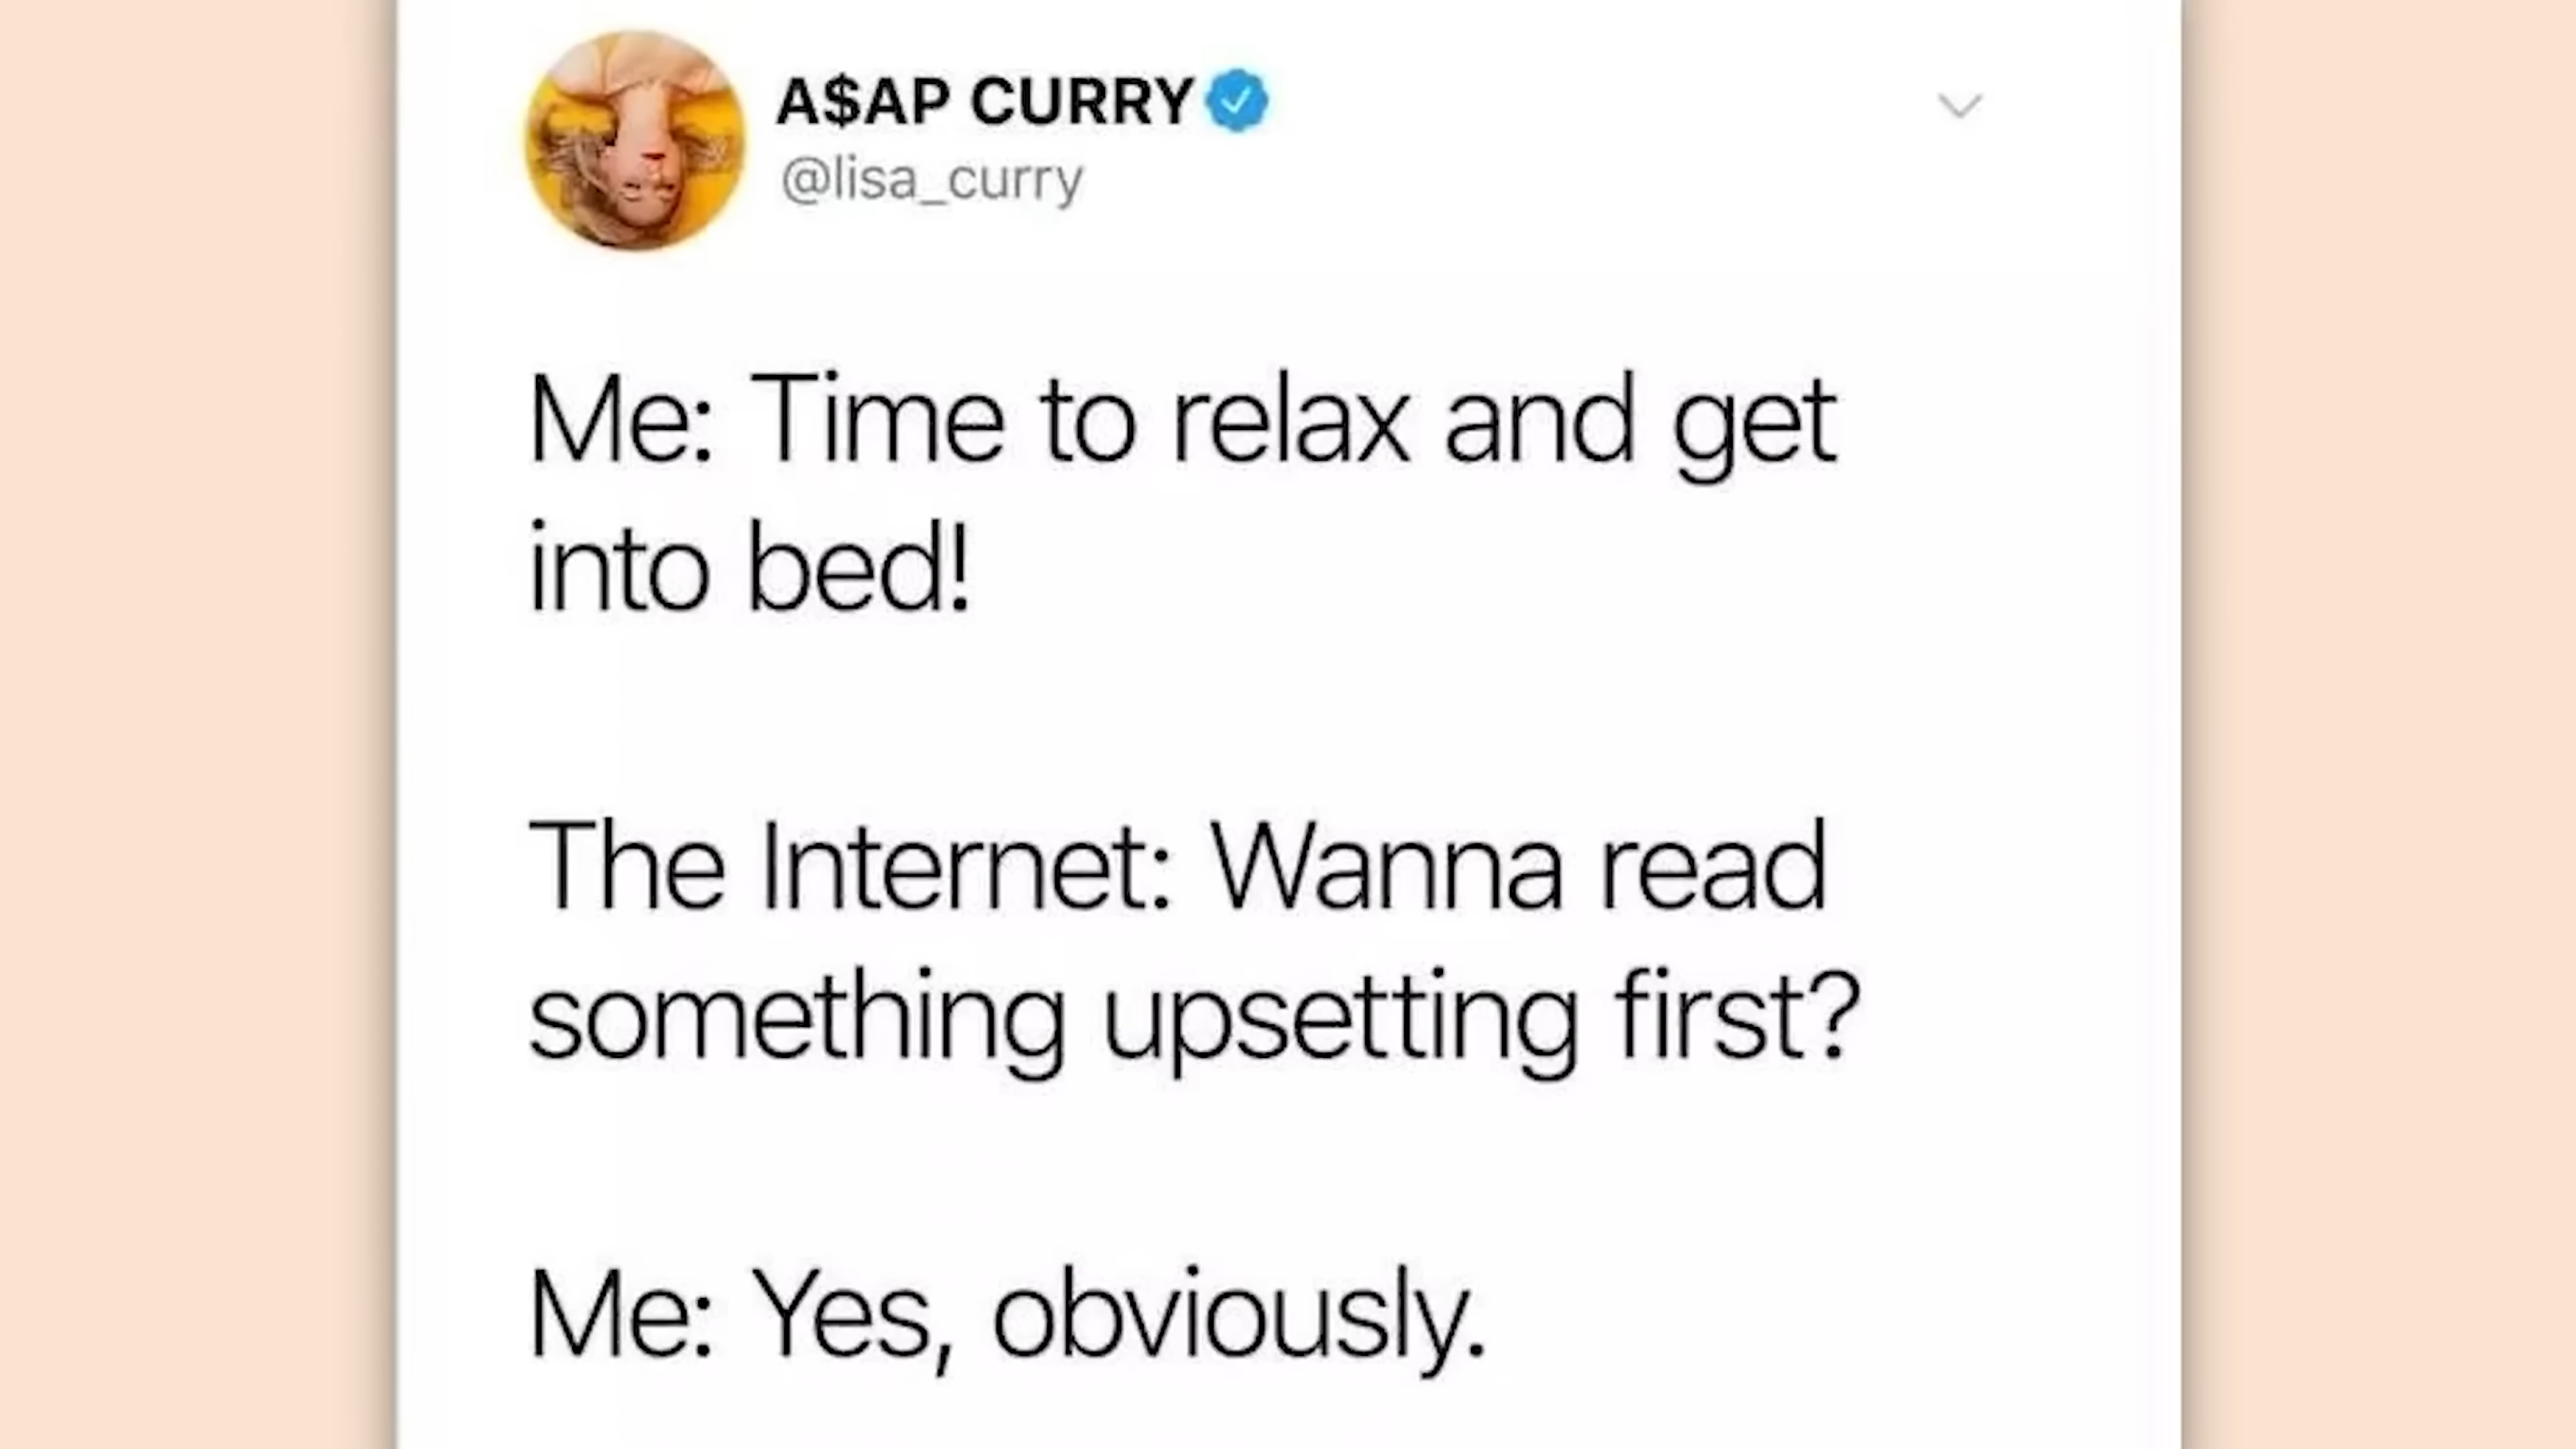 A$AP CURRY
@lisa_curry
Me: Time to relax and get
into bed!
The Internet: Wanna read
something upsetting first?
Me: Yes, obviously.